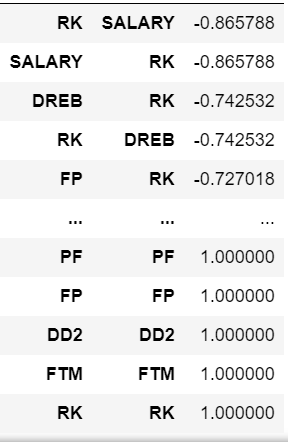 RK SALARY -0.865788
SALARY RK -0.865788
DREB RK -0.742532
RK DREB -0.742532
FP RK -0.727018
... ... ...
PF PF 1.000000
FP FP 1.000000
DD2 DD2 1.000000
FTM FTM 1.000000
RK RK 1.000000